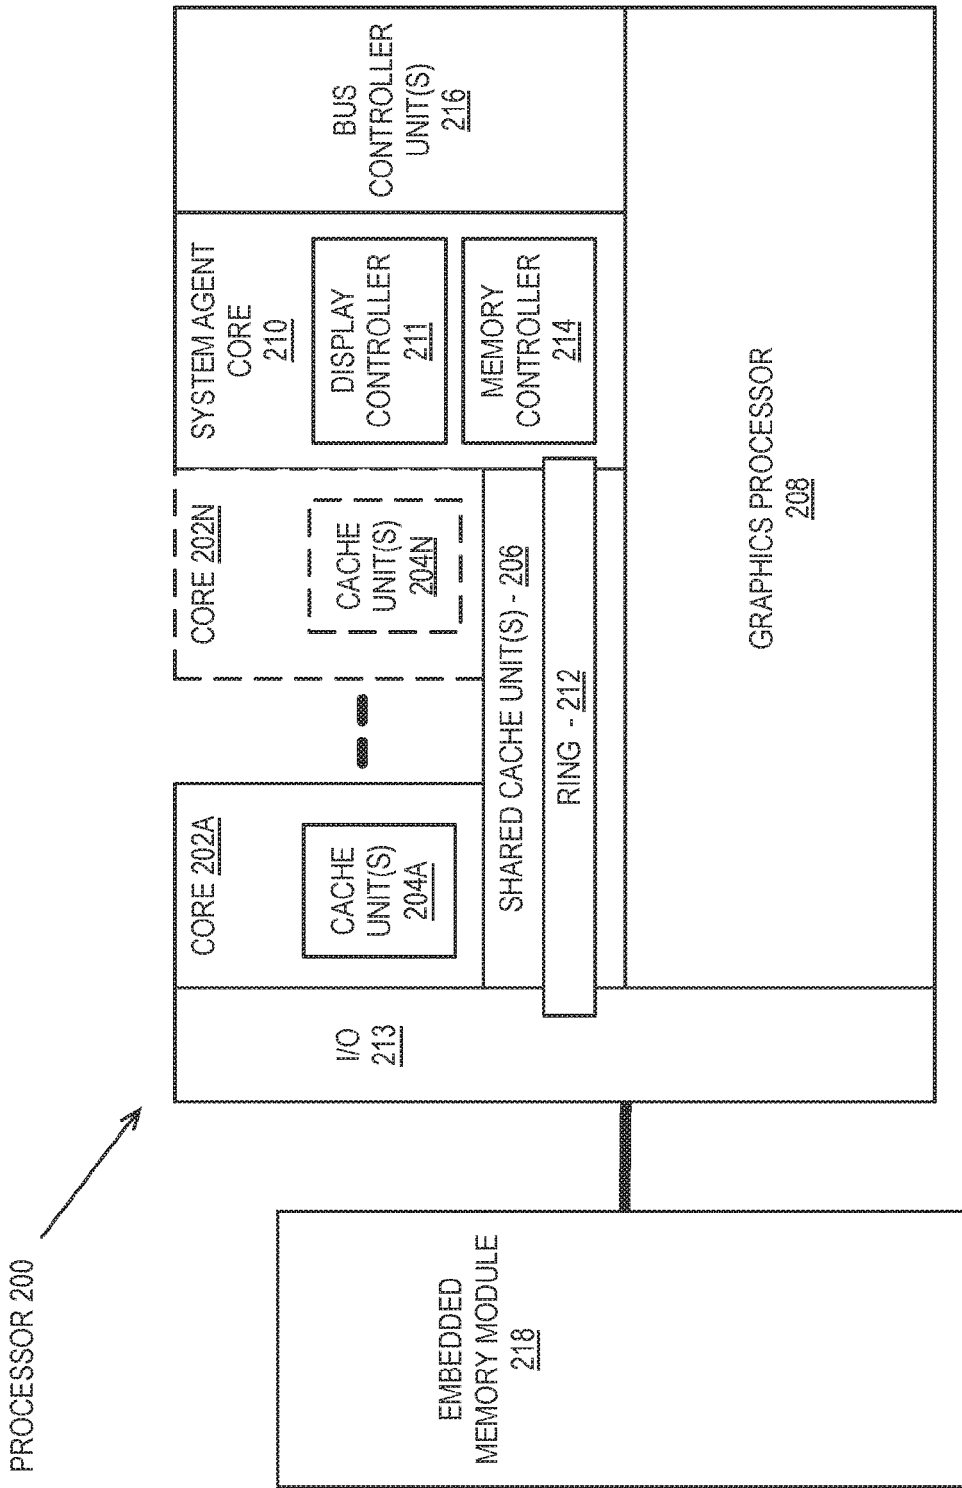 PROCESSOR 200
EMBEDDED
MEMORY MODULE
218
I/O
213
CORE 202A
CACHE
UNIT(S)
204A
CORE 202N
CACHE
UNIT(S)
204N
SHARED CACHE UNIT(S) - 206
RING - 212
SYSTEM AGENT
CORE
210
DISPLAY
CONTROLLER
211
MEMORY
CONTROLLER
214
BUS
CONTROLLER
UNIT(S)
216
GRAPHICS PROCESSOR
208